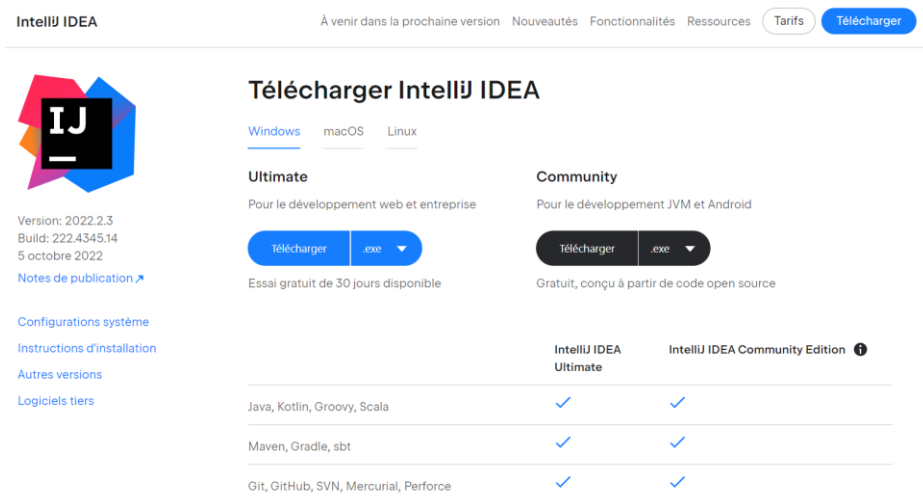 IntelliJ IDEA
À venir dans la prochaine version Nouveautés Fonctionnalités Ressources Tarifs Télécharger
IJ
Version: 2022.2.3
Build: 222.4345.14
5 octobre 2022
Notes de publication ↗
Configurations système
Instructions d'installation
Autres versions
Logiciels tiers
Télécharger IntelliJ IDEA
Windows macOS Linux
Ultimate
Pour le développement web et entreprise
Télécharger .exe
Essai gratuit de 30 jours disponible
Community
Pour le développement JVM et Android
Télécharger .exe
Gratuit, conçu à partir de code open source
IntelliJ IDEA
Ultimate
IntelliJ IDEA Community Edition
Java, Kotlin, Groovy, Scala
Maven, Gradle, sbt
Git, GitHub, SVN, Mercurial, Perforce